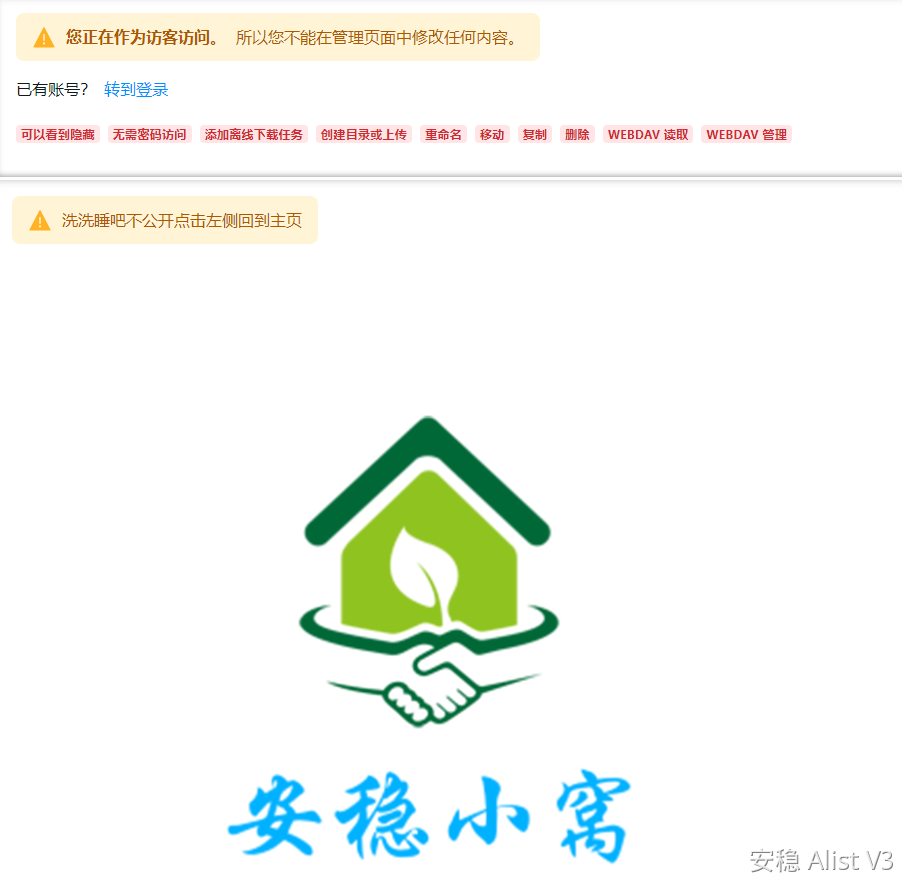 您正在作为访客访问。 所以您不能在管理页面中修改任何内容。
已有账号? 转到登录
可以看到隐藏 无需密码访问 添加离线下载任务 创建目录或上传 重命名 移动 复制 删除 WEBDAV 读取 WEBDAV 管理
洗洗睡吧不公开点击左侧回到主页
安稳小窝
安稳 Alist V3